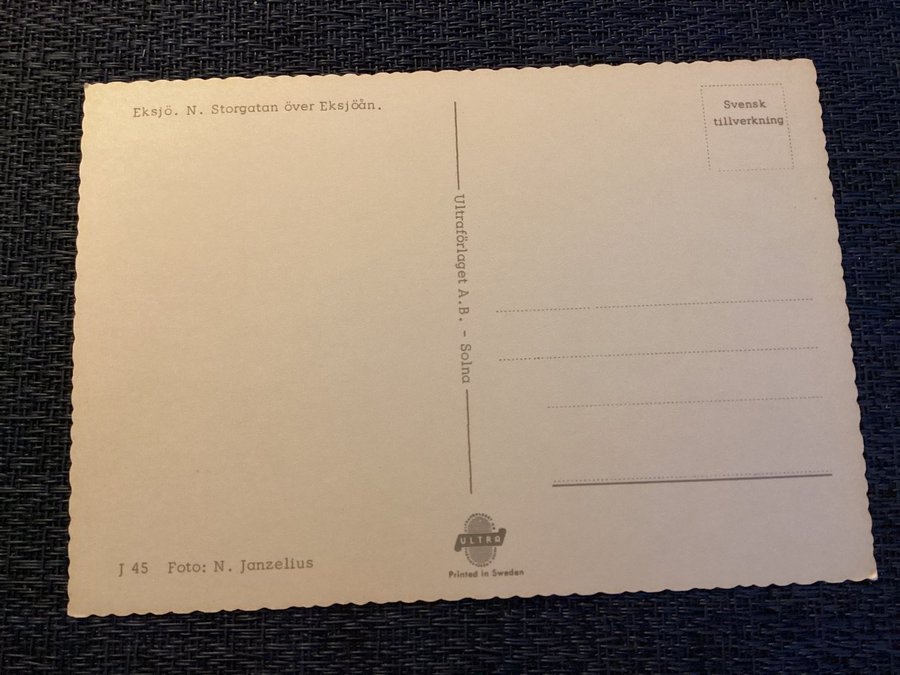 Eksjö. N. Storgatan över Eksjöån.
Svensk
tillverkning
Ultraförlaget A.B. - Solna
ULTRA
Printed in Sweden
J 45 Foto: N. Janzelius